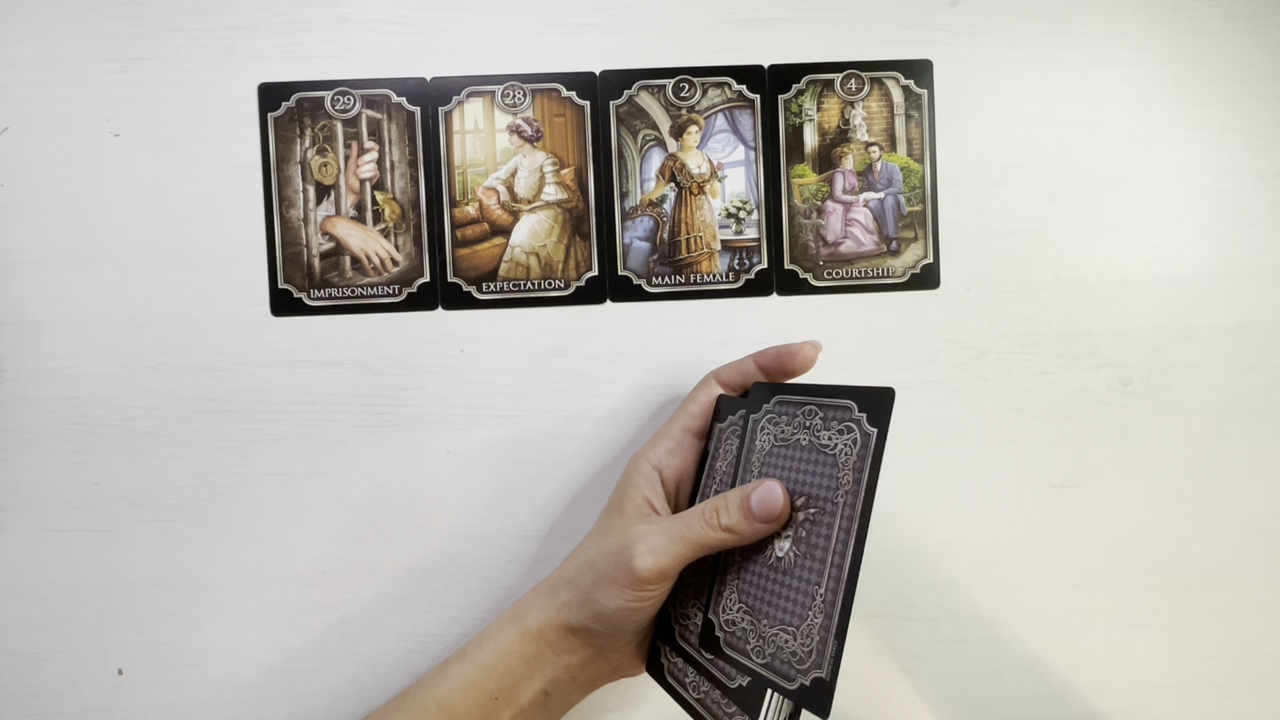 29
IMPRISONMENT
28
EXPECTATION
2
MAIN FEMALE
4
COURTSHIP